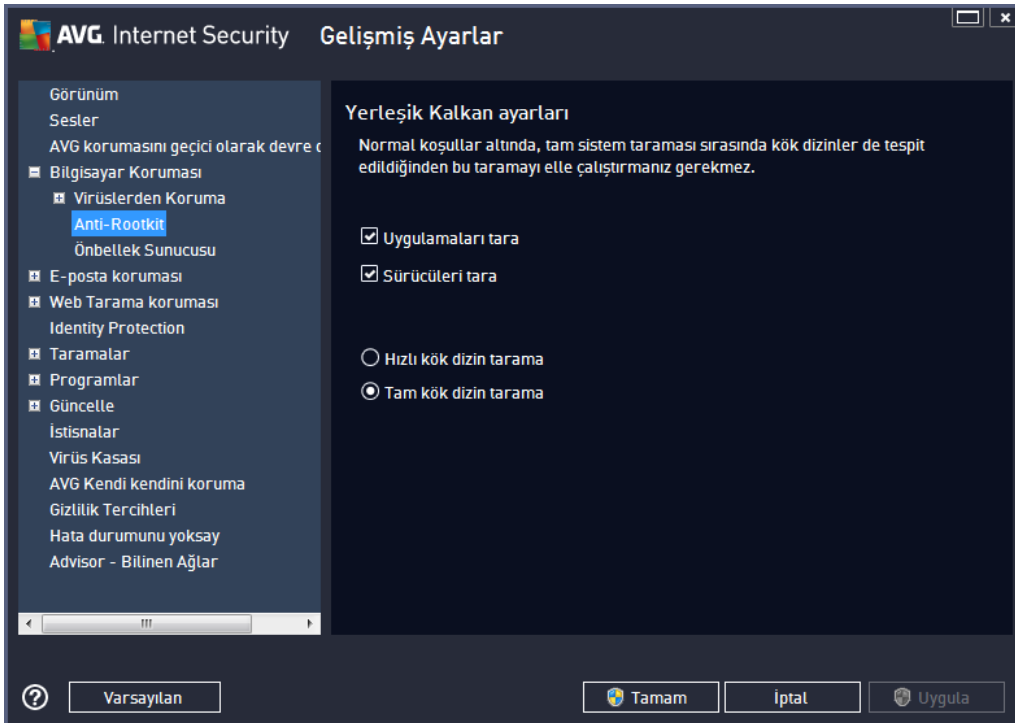 AVG. Internet Security Gelişmiş Ayarlar
Görünüm
Sesler
AVG korumasını geçici olarak devre d
Bilgisayar Koruması
Virüslerden Koruma
Anti-Rootkit
Önbellek Sunucusu
E-posta koruması
Web Tarama koruması
Identity Protection
Taramalar
Programlar
Güncelle
İstisnalar
Virüs Kasası
AVG Kendi kendini koruma
Gizlilik Tercihleri
Hata durumunu yoksay
Advisor - Bilinen Ağlar
Yerleşik Kalkan ayarları
Normal koşullar altında, tam sistem taraması sırasında kök dizinler de tespit
edildiğinden bu taramayı elle çalıştırmanız gerekmez.
Uygulamaları tara
Sürücüleri tara
Hızlı kök dizin tarama
Tam kök dizin tarama
Varsayılan
Tamam
İptal
Uygula